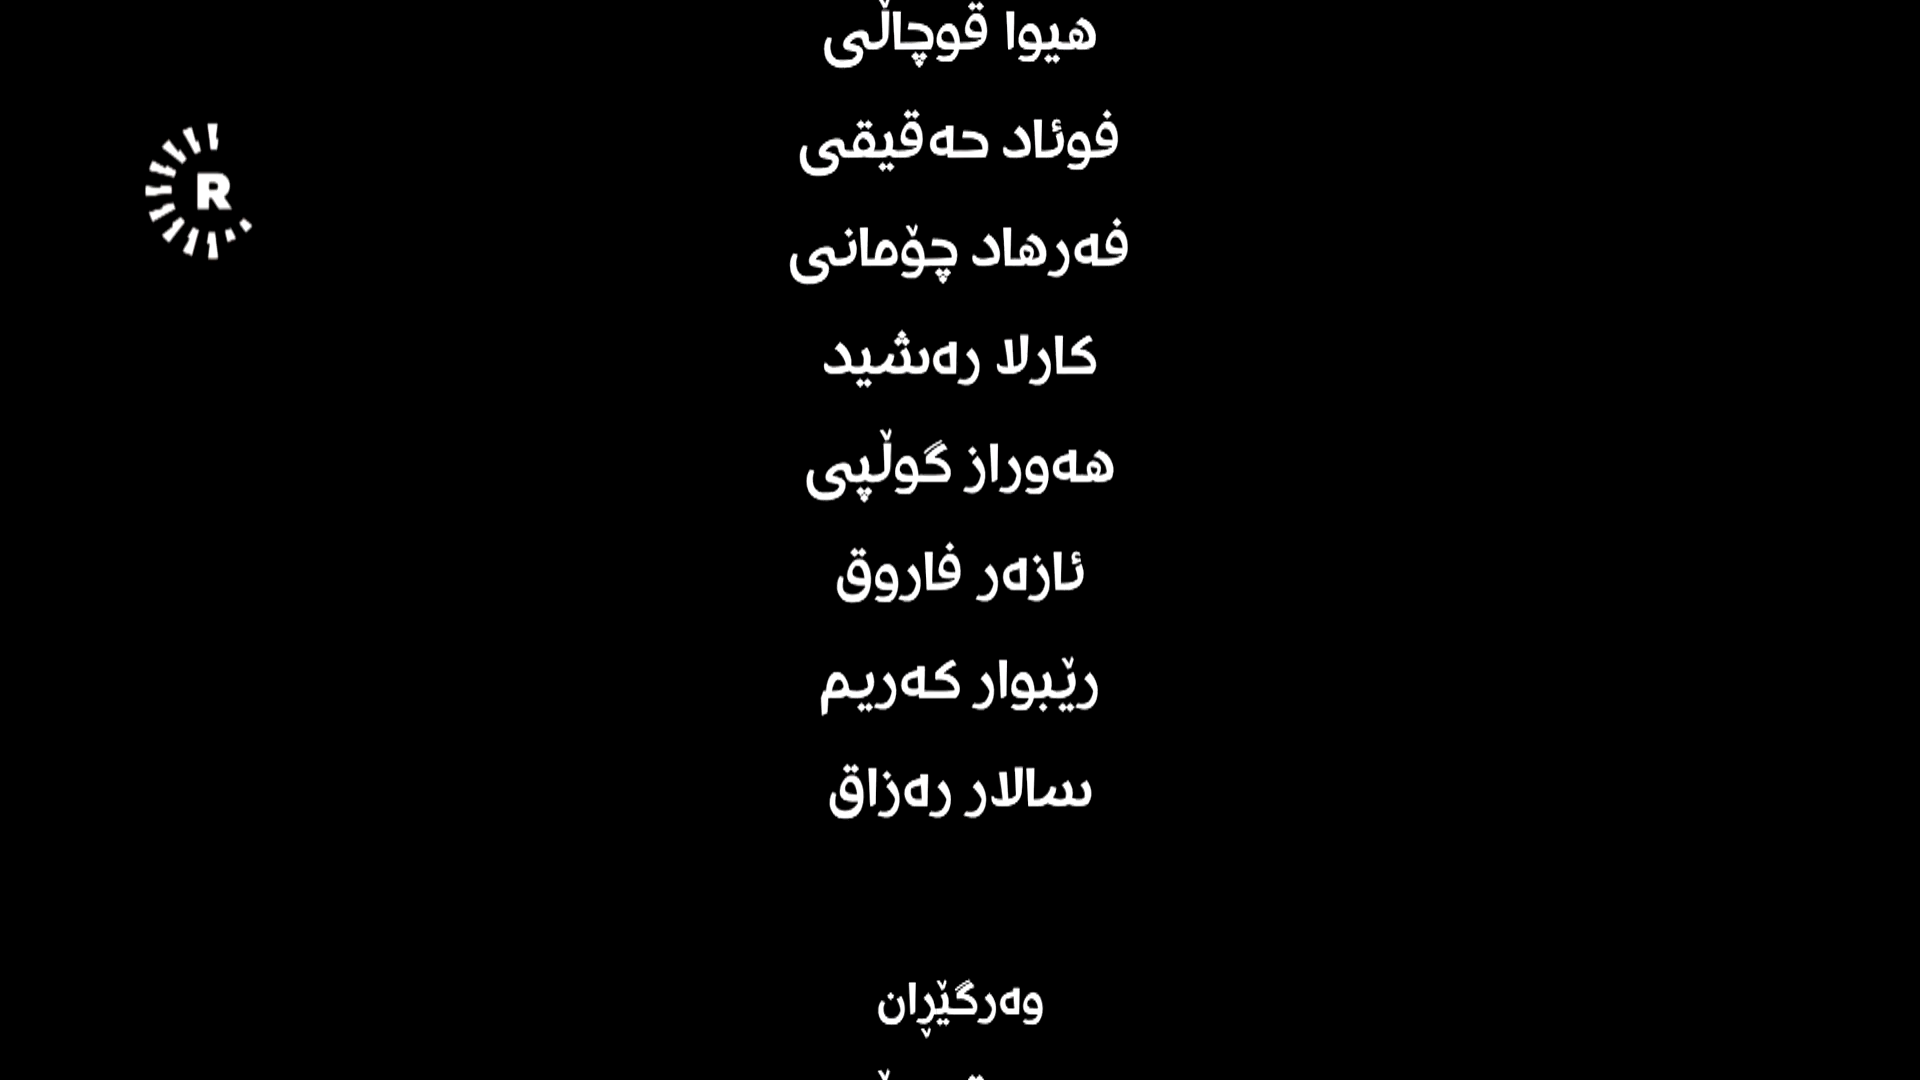 هیوا قوچاڵی
R
فوئاد حەقیقی
فەرهاد چۆمانی
کارلا رەشید
هەوراز گوڵپی
ئازەر فاروق
رێبوار کەریم
سالار رەزاق
وەرگێڕان